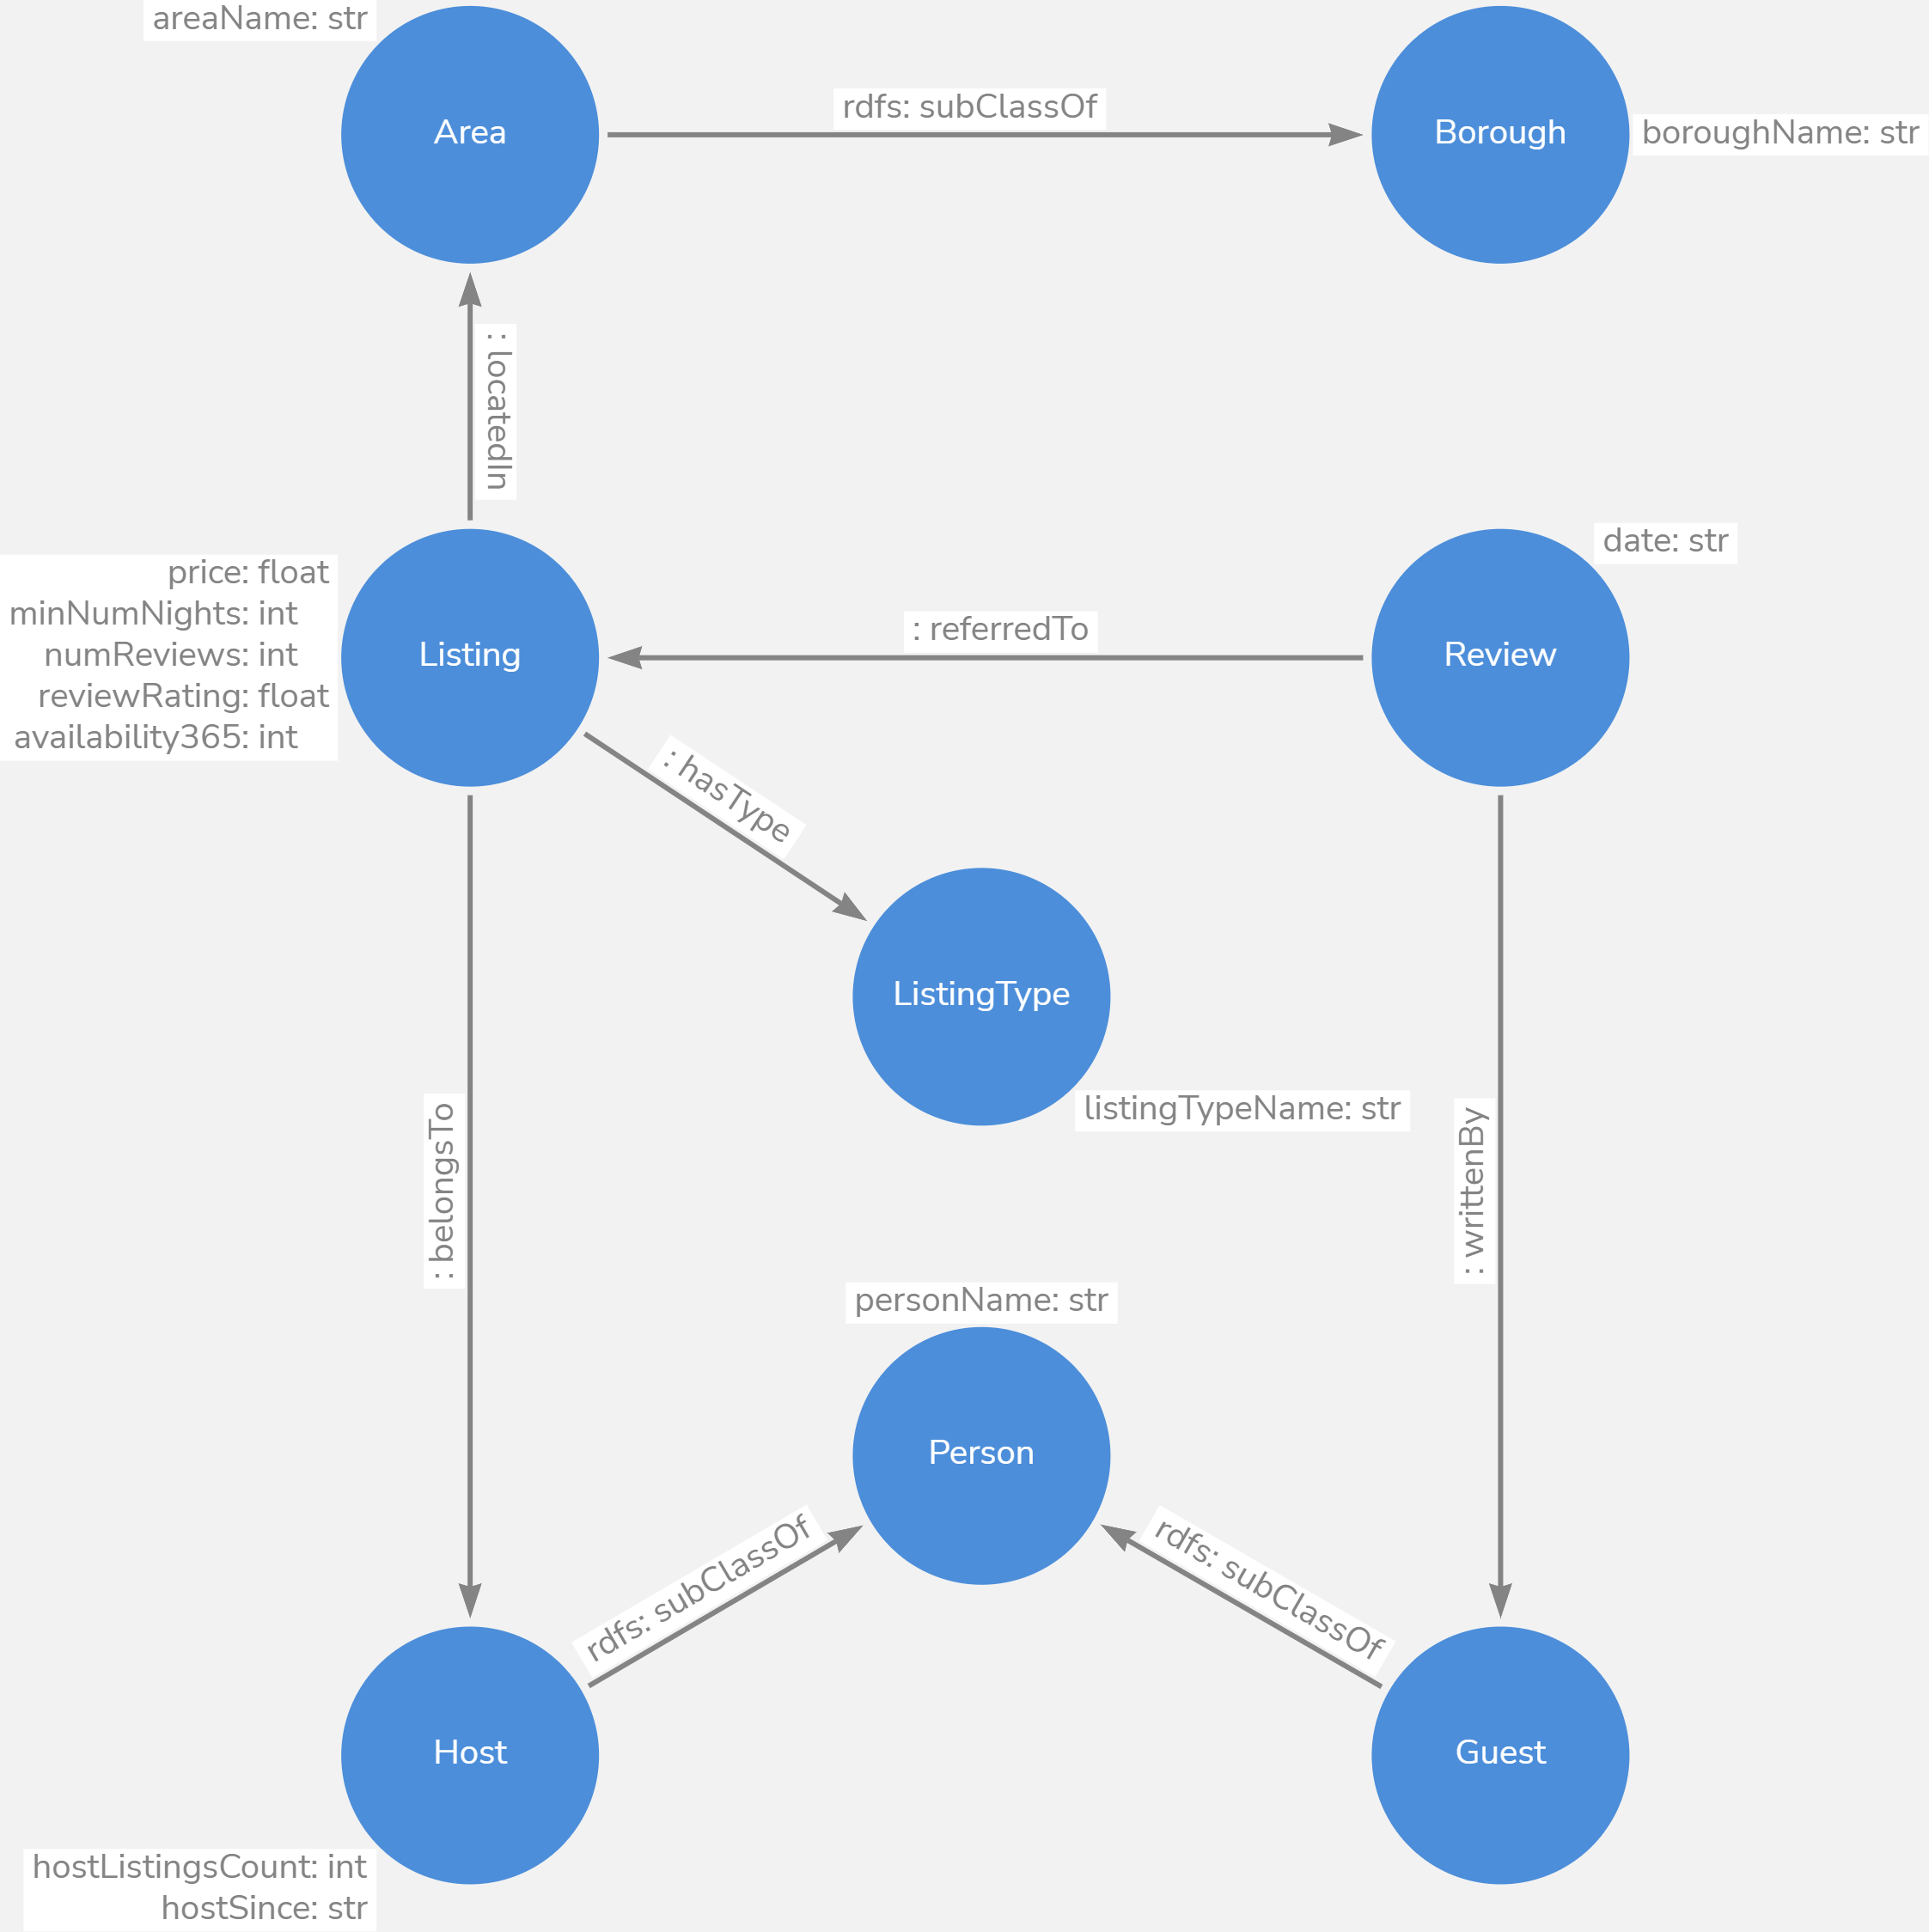 areaName: str
Area
rdfs: subClassOf
Borough
boroughName: str
: locatedIn
date: str
price: float
minNumNights: int
numReviews: int
reviewRating: float
availability365: int
Listing
: referredTo
Review
: hasType
ListingType
listingTypeName: str
: belongsTo
: writtenBy
personName: str
Person
rdfs: subClassOf
rdfs: subClassOf
Host
Guest
hostListingsCount: int
hostSince: str